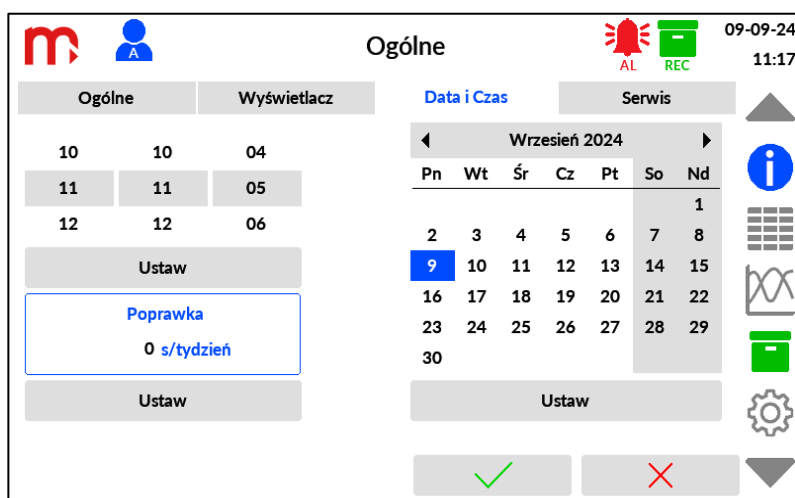 m A Ogólne AL REC 09-09-24
11:17
Ogólne Wyświetlacz Data i Czas Serwis
10 10 04
11 11 05
12 12 06
Ustaw
Poprawka
0 s/tydzień
Ustaw
Wrzesień 2024
Pn Wt Śr Cz Pt So Nd
1
2 3 4 5 6 7 8
9 10 11 12 13 14 15
16 17 18 19 20 21 22
23 24 25 26 27 28 29
30
Ustaw
i